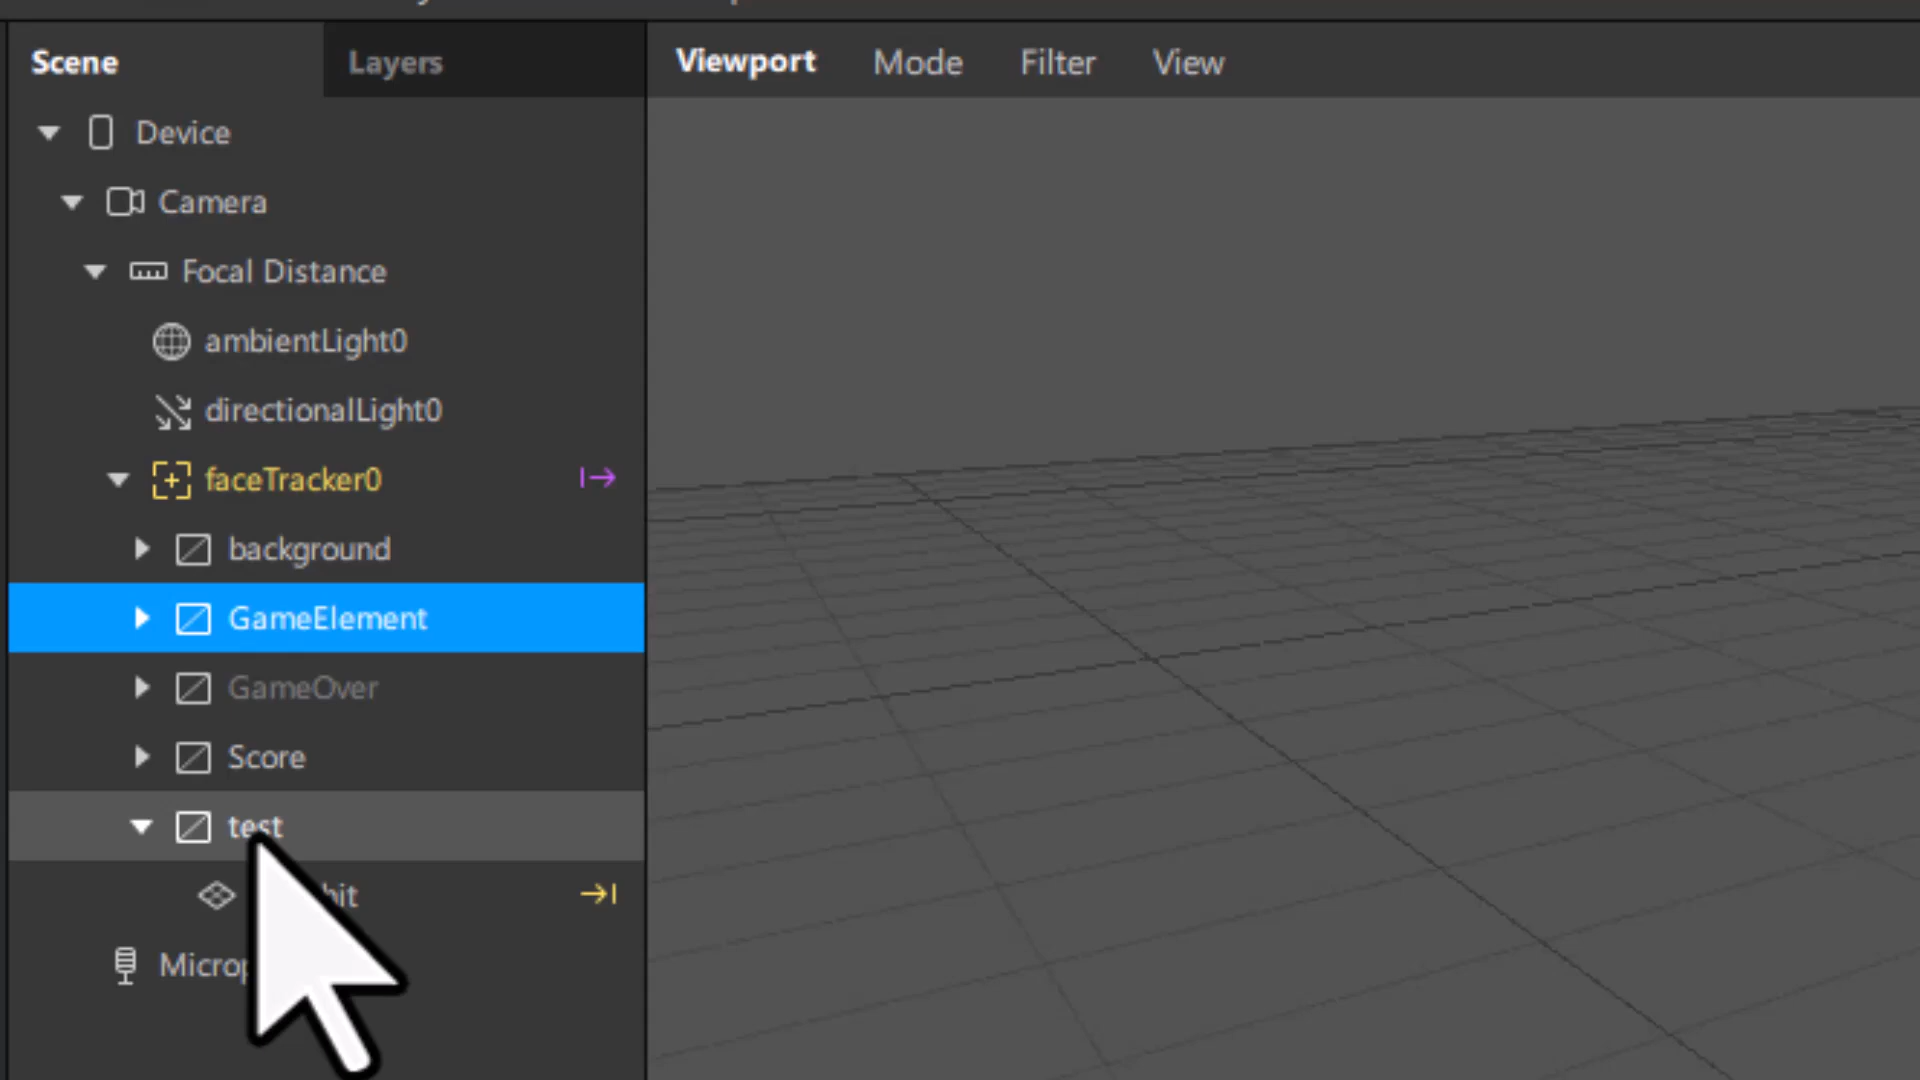 Scene
Layers
Viewport
Mode
Filter
View
Device
Camera
Focal Distance
ambientLight0
directionalLight0
faceTracker0
background
GameElement
GameOver
Score
test